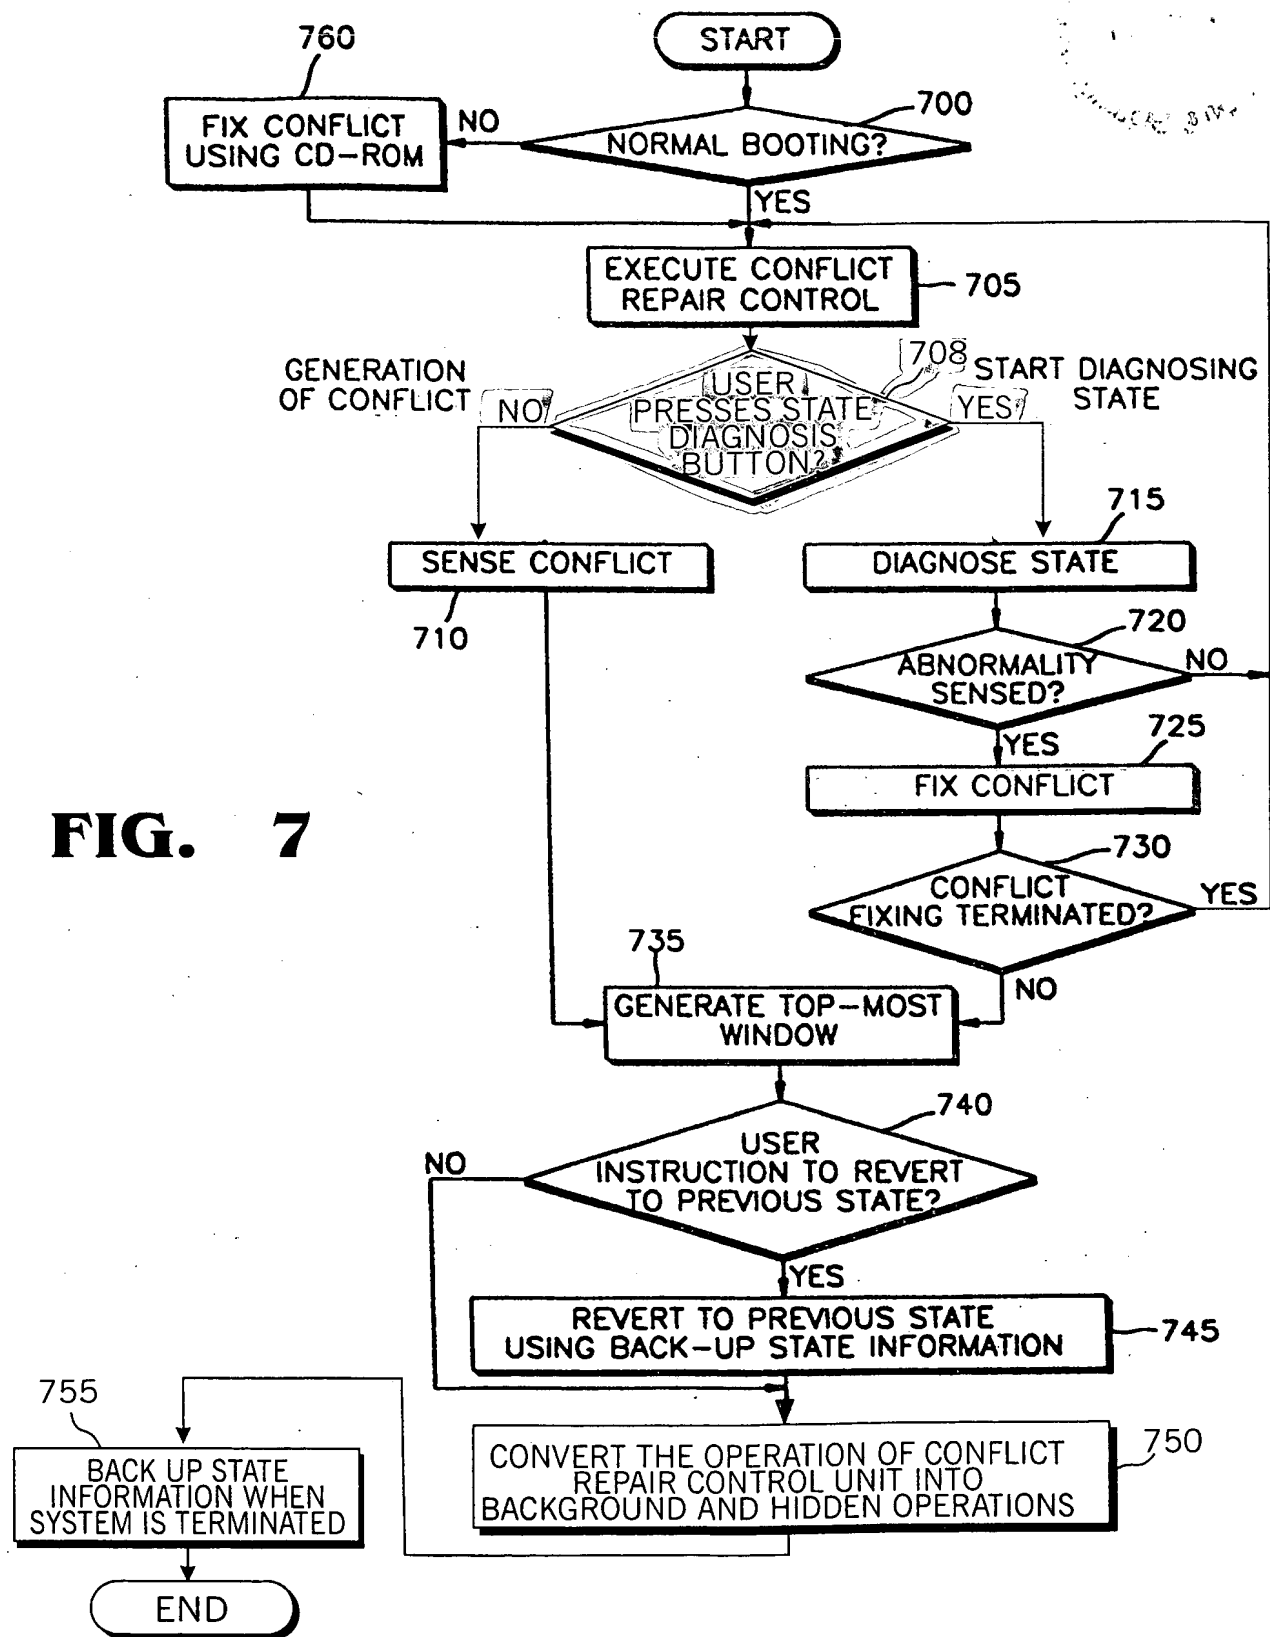 START
760
700
FIX CONFLICT
USING CD-ROM
NO
NORMAL BOOTING?
YES
EXECUTE CONFLICT
REPAIR CONTROL
705
GENERATION
OF CONFLICT
NO
708
USER
PRESSES STATE
DIAGNOSIS
BUTTON?
YES
START DIAGNOSING
STATE
715
SENSE CONFLICT
710
DIAGNOSE STATE
720
ABNORMALITY
SENSED?
NO
YES
725
FIX CONFLICT
FIG. 7
730
CONFLICT
FIXING TERMINATED?
YES
NO
735
GENERATE TOP-MOST
WINDOW
740
USER
INSTRUCTION TO REVERT
TO PREVIOUS STATE?
NO
YES
REVERT TO PREVIOUS STATE
USING BACK-UP STATE INFORMATION
745
755
BACK UP STATE
INFORMATION WHEN
SYSTEM IS TERMINATED
CONVERT THE OPERATION OF CONFLICT
REPAIR CONTROL UNIT INTO
BACKGROUND AND HIDDEN OPERATIONS
750
END